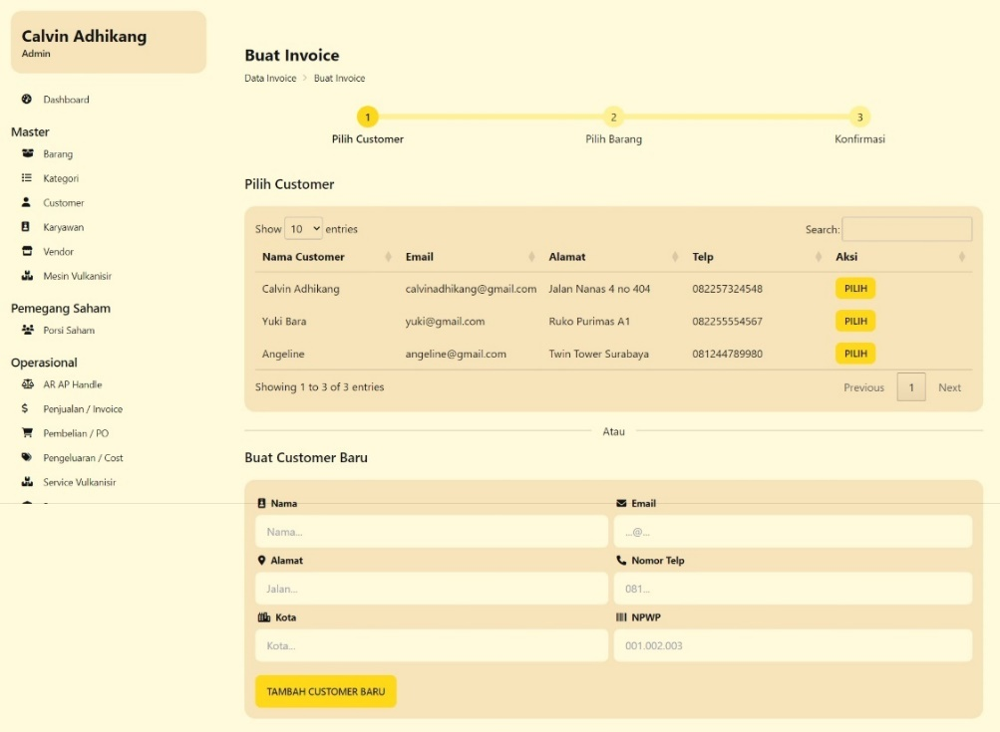 Calvin Adhikang
Admin
Dashboard
Master
Barang
Kategori
Customer
Karyawan
Vendor
Mesin Vulkanisir
Pemegang Saham
Porsi Saham
Operasional
AR AP Handle
Penjualan / Invoice
Pembelian / PO
Pengeluaran / Cost
Service Vulkanisir
Buat Invoice
Data Invoice > Buat Invoice
1 2 3
Pilih Customer Pilih Barang Konfirmasi
Pilih Customer
Show 10 entries Search:
Nama Customer Email Alamat Telp Aksi
Calvin Adhikang calvinadhikang@gmail.com Jalan Nanas 4 no 404 082257324548 PILIH
Yuki Bara yuki@gmail.com Ruko Purimas A1 082255554567 PILIH
Angeline angeline@gmail.com Twin Tower Surabaya 081244789980 PILIH
Showing 1 to 3 of 3 entries Previous 1 Next
Atau
Buat Customer Baru
Nama Email
Nama... ...@...
Alamat Nomor Telp
Jalan... 081...
Kota NPWP
Kota... 001.002.003
TAMBAH CUSTOMER BARU